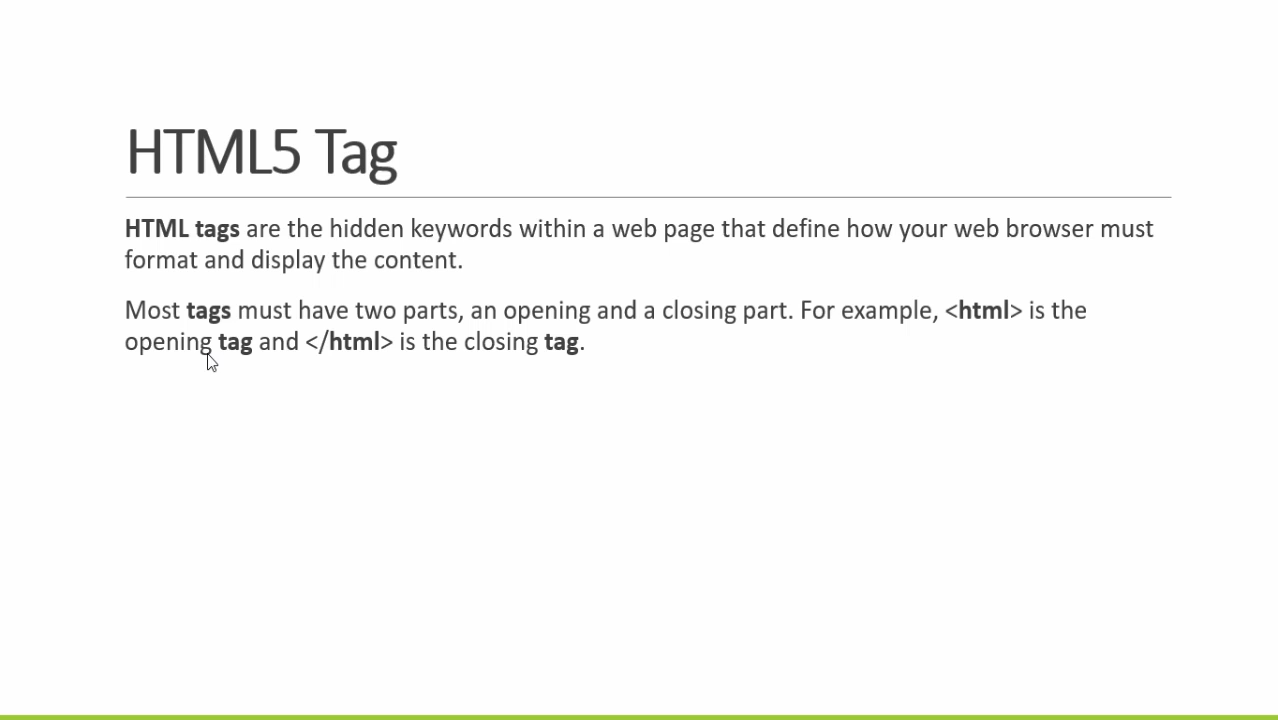 HTML5 Tag
HTML tags are the hidden keywords within a web page that define how your web browser must
format and display the content.
Most tags must have two parts, an opening and a closing part. For example, <html> is the
opening tag and </html> is the closing tag.